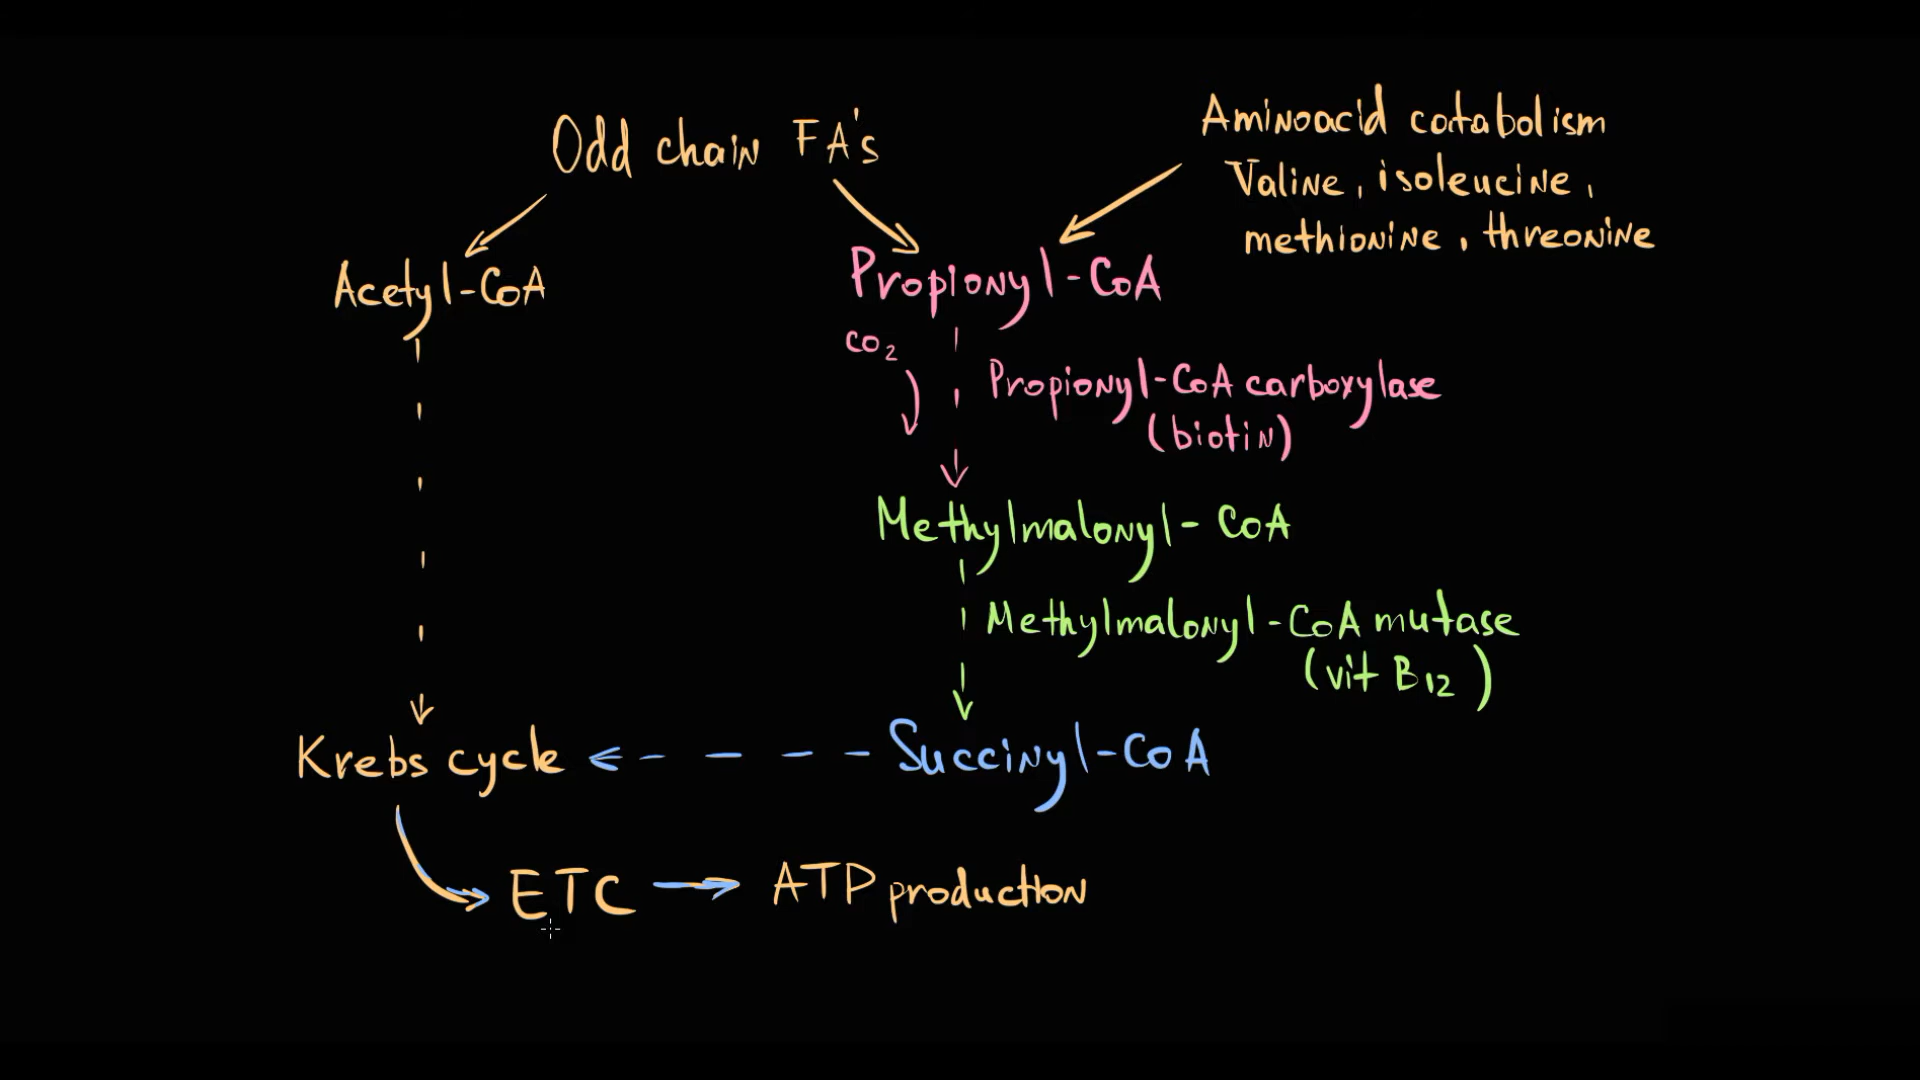 Odd chain FA's
Aminoacid catabolism
Valine, isoleucine,
methionine, threonine
Acetyl-CoA
Propionyl-CoA
CO₂
Propionyl-CoA carboxylase
(biotin)
Methylmalonyl-CoA
Methylmalonyl-CoA mutase
(vit B₁₂)
Krebs cycle
Succinyl-CoA
ETC
ATP production